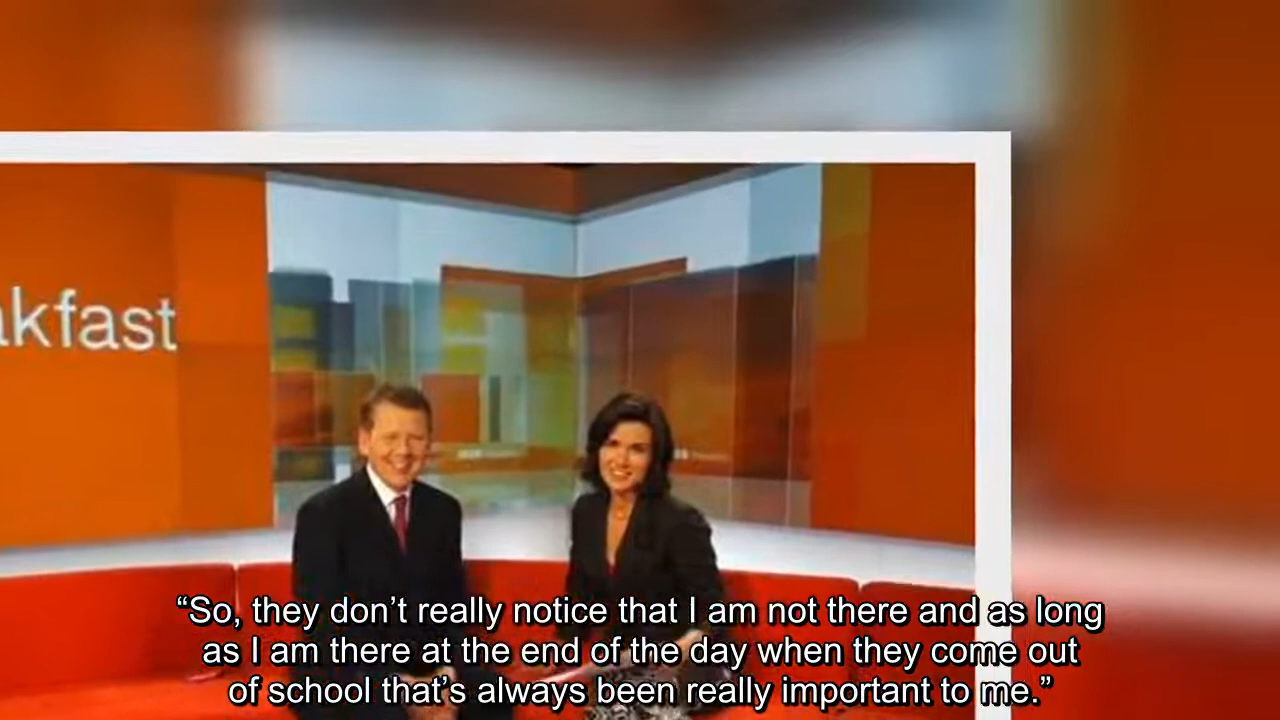 akfast
“So, they don’t really notice that I am not there and as long
as I am there at the end of the day when they come out
of school that’s always been really important to me.”